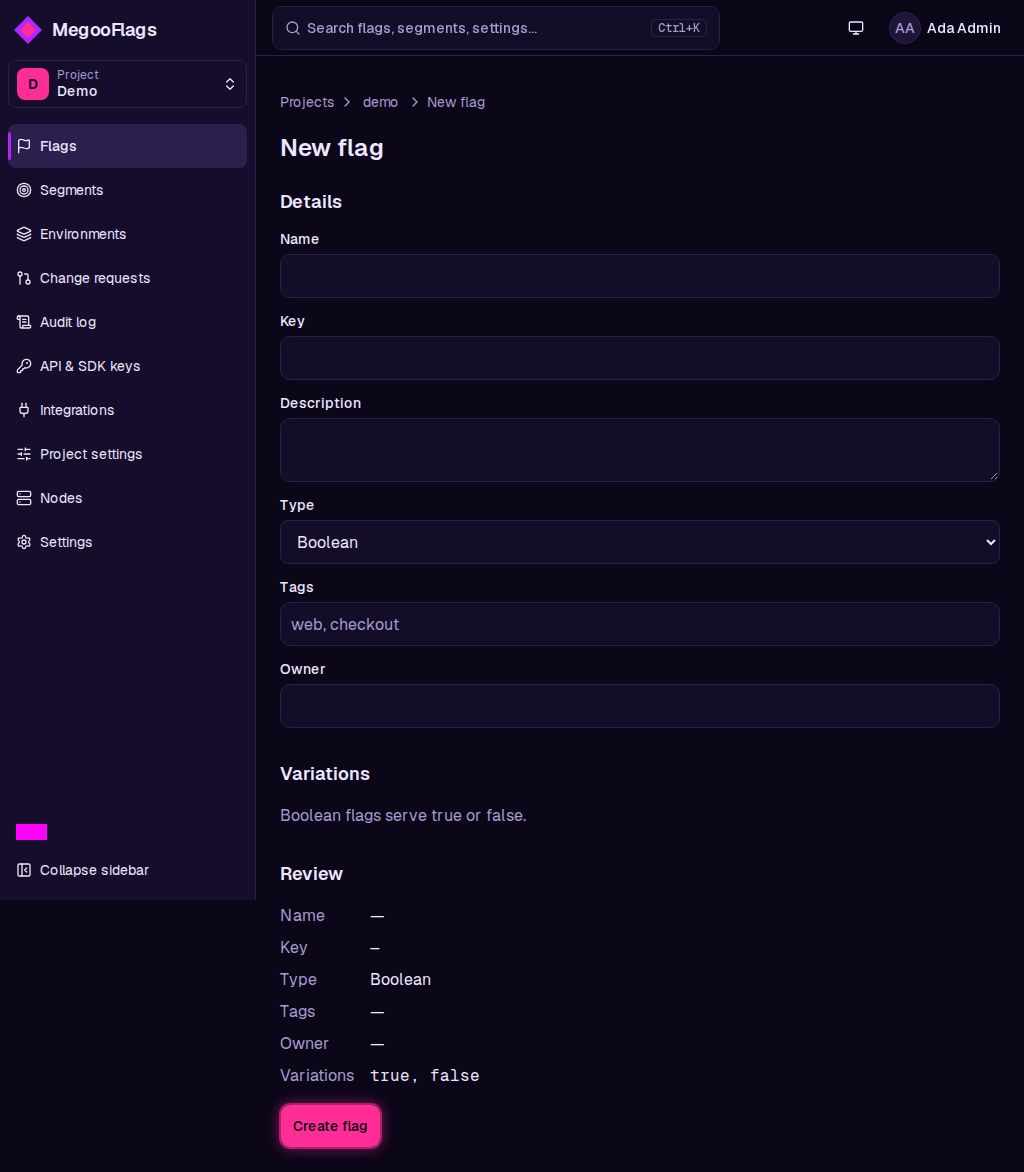 MegooFlags
Search flags, segments, settings...
Ctrl+K
AA
Ada Admin
D
Project
Demo
Flags
Segments
Environments
Change requests
Audit log
API & SDK keys
Integrations
Project settings
Nodes
Settings
Collapse sidebar
Projects > demo > New flag
New flag
Details
Name
Key
Description
Type
Boolean
Tags
web, checkout
Owner
Variations
Boolean flags serve true or false.
Review
Name —
Key —
Type Boolean
Tags —
Owner —
Variations true, false
Create flag